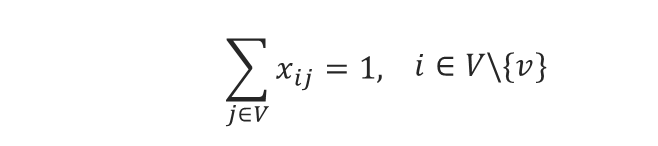 ∑_{j∈V} x_{ij} = 1, i ∈ V\{v}